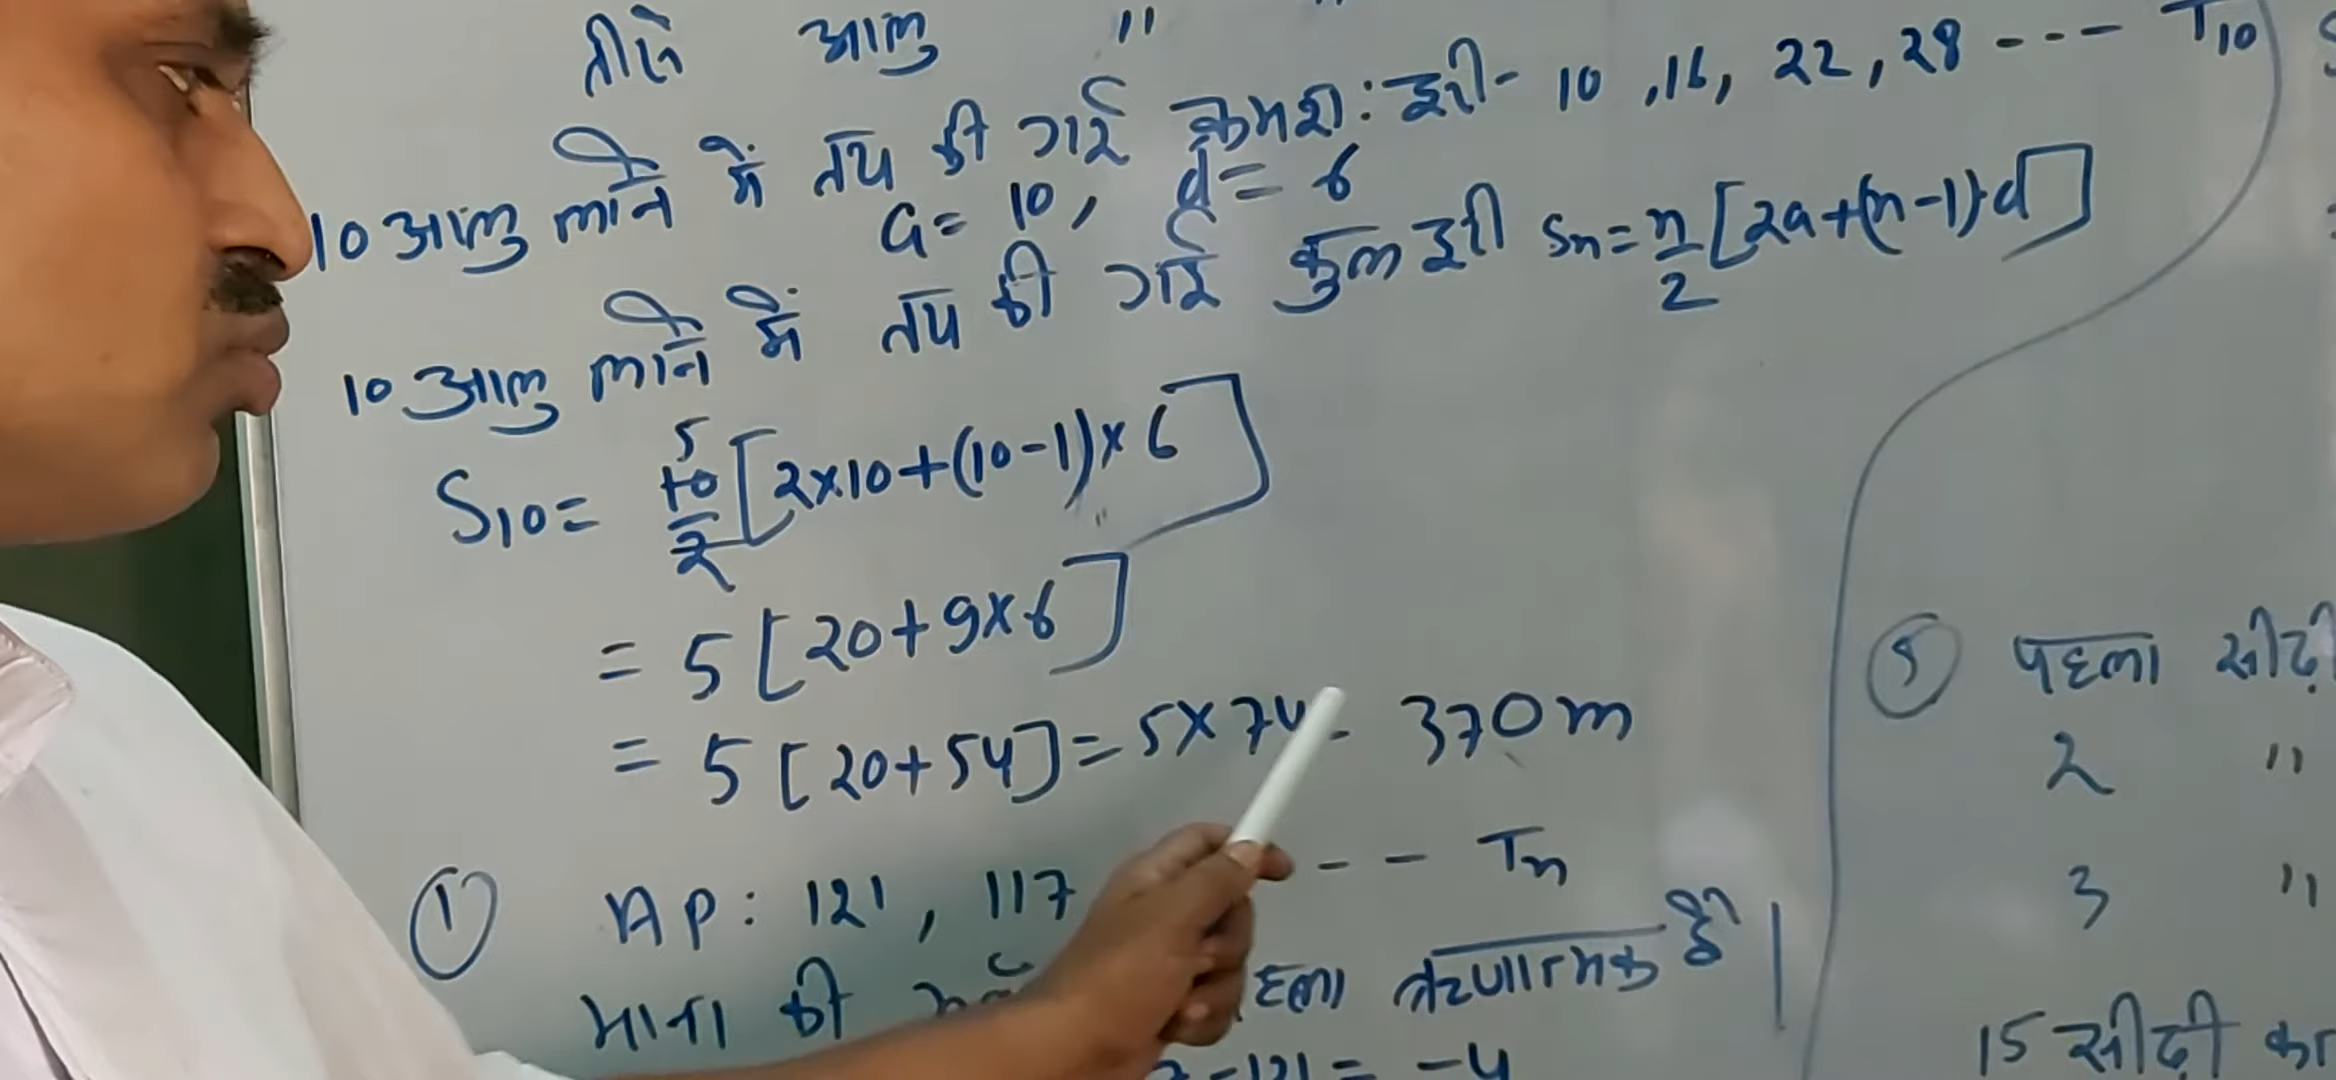 तीसरे आलु " "
10 आलु लाने में तय की गई क्रमश: दूरी - 10, 16, 22, 28 --- T10
a = 10, d = 6
10 आलु लाने में तय की गई कुल दूरी Sn = n/2 [2a+(n-1)d]
S10 = 5 10/2 [2×10+(10-1)×6]
= 5 [20+9×6]
= 5 [20+54] = 5×74 = 370 m
① AP: 121, 117 -- Tn
माना की ऋणात्मक है।
-121 = -4
⑤ पहला सीढ़ी
2 "
3 "
15 सीढ़ी का